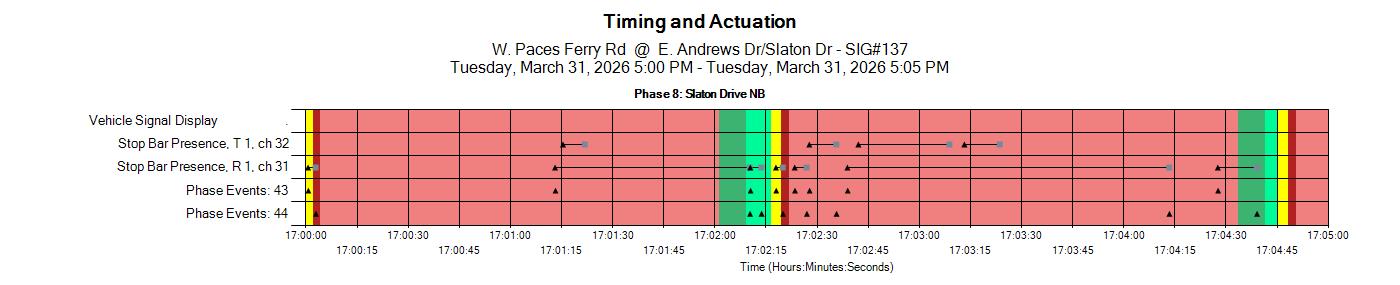 Timing and Actuation
W. Paces Ferry Rd @ E. Andrews Dr/Slaton Dr - SIG#137
Tuesday, March 31, 2026 5:00 PM - Tuesday, March 31, 2026 5:05 PM
Phase 8: Slaton Drive NB
Vehicle Signal Display .
Stop Bar Presence, T 1, ch 32
Stop Bar Presence, R 1, ch 31
Phase Events: 43
Phase Events: 44
17:00:00 17:00:30 17:01:00 17:01:30 17:02:00 17:02:30 17:03:00 17:03:30 17:04:00 17:04:30 17:05:00
17:00:15 17:00:45 17:01:15 17:01:45 17:02:15 17:02:45 17:03:15 17:03:45 17:04:15 17:04:45
Time (Hours:Minutes:Seconds)